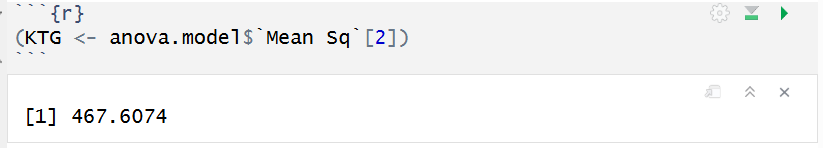 ```{r}
(KTG <- anova.model$`Mean Sq`[2])
```
[1] 467.6074